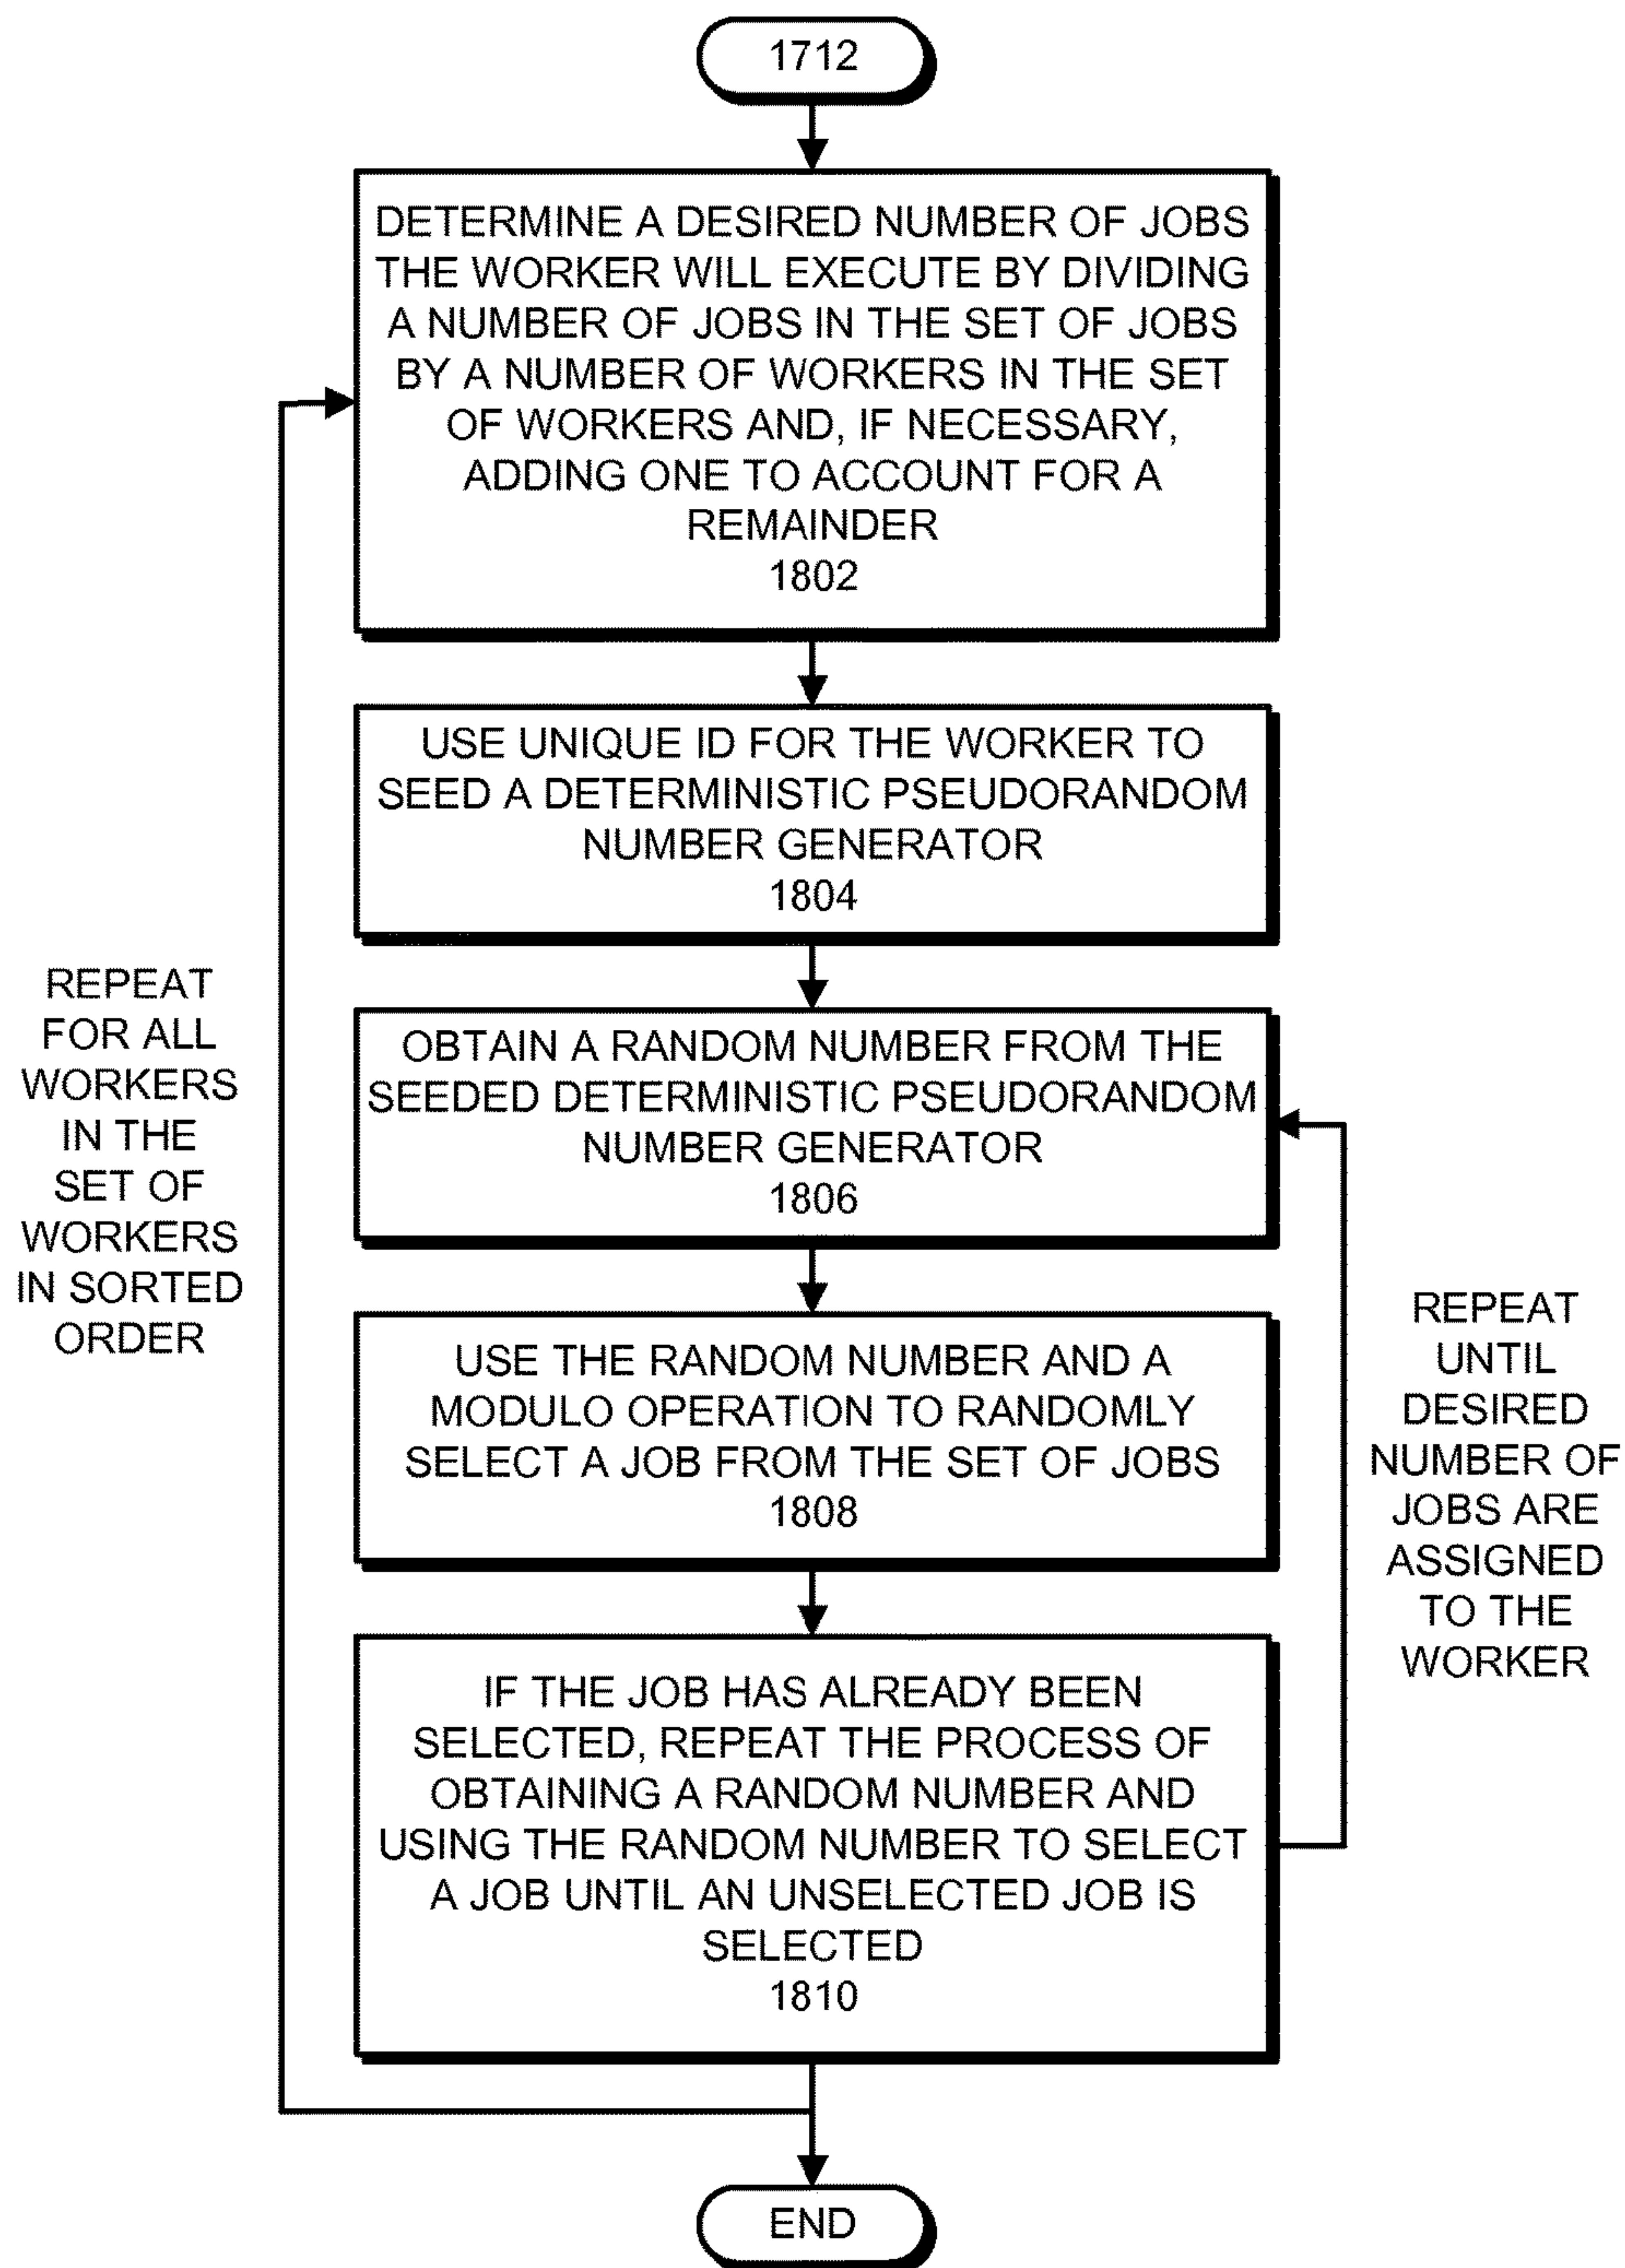 1712
DETERMINE A DESIRED NUMBER OF JOBS
THE WORKER WILL EXECUTE BY DIVIDING
A NUMBER OF JOBS IN THE SET OF JOBS
BY A NUMBER OF WORKERS IN THE SET
OF WORKERS AND, IF NECESSARY,
ADDING ONE TO ACCOUNT FOR A
REMAINDER
1802
USE UNIQUE ID FOR THE WORKER TO
SEED A DETERMINISTIC PSEUDORANDOM
NUMBER GENERATOR
1804
OBTAIN A RANDOM NUMBER FROM THE
SEEDED DETERMINISTIC PSEUDORANDOM
NUMBER GENERATOR
1806
USE THE RANDOM NUMBER AND A
MODULO OPERATION TO RANDOMLY
SELECT A JOB FROM THE SET OF JOBS
1808
IF THE JOB HAS ALREADY BEEN
SELECTED, REPEAT THE PROCESS OF
OBTAINING A RANDOM NUMBER AND
USING THE RANDOM NUMBER TO SELECT
A JOB UNTIL AN UNSELECTED JOB IS
SELECTED
1810
REPEAT
FOR ALL
WORKERS
IN THE
SET OF
WORKERS
IN SORTED
ORDER
REPEAT
UNTIL
DESIRED
NUMBER OF
JOBS ARE
ASSIGNED
TO THE
WORKER
END